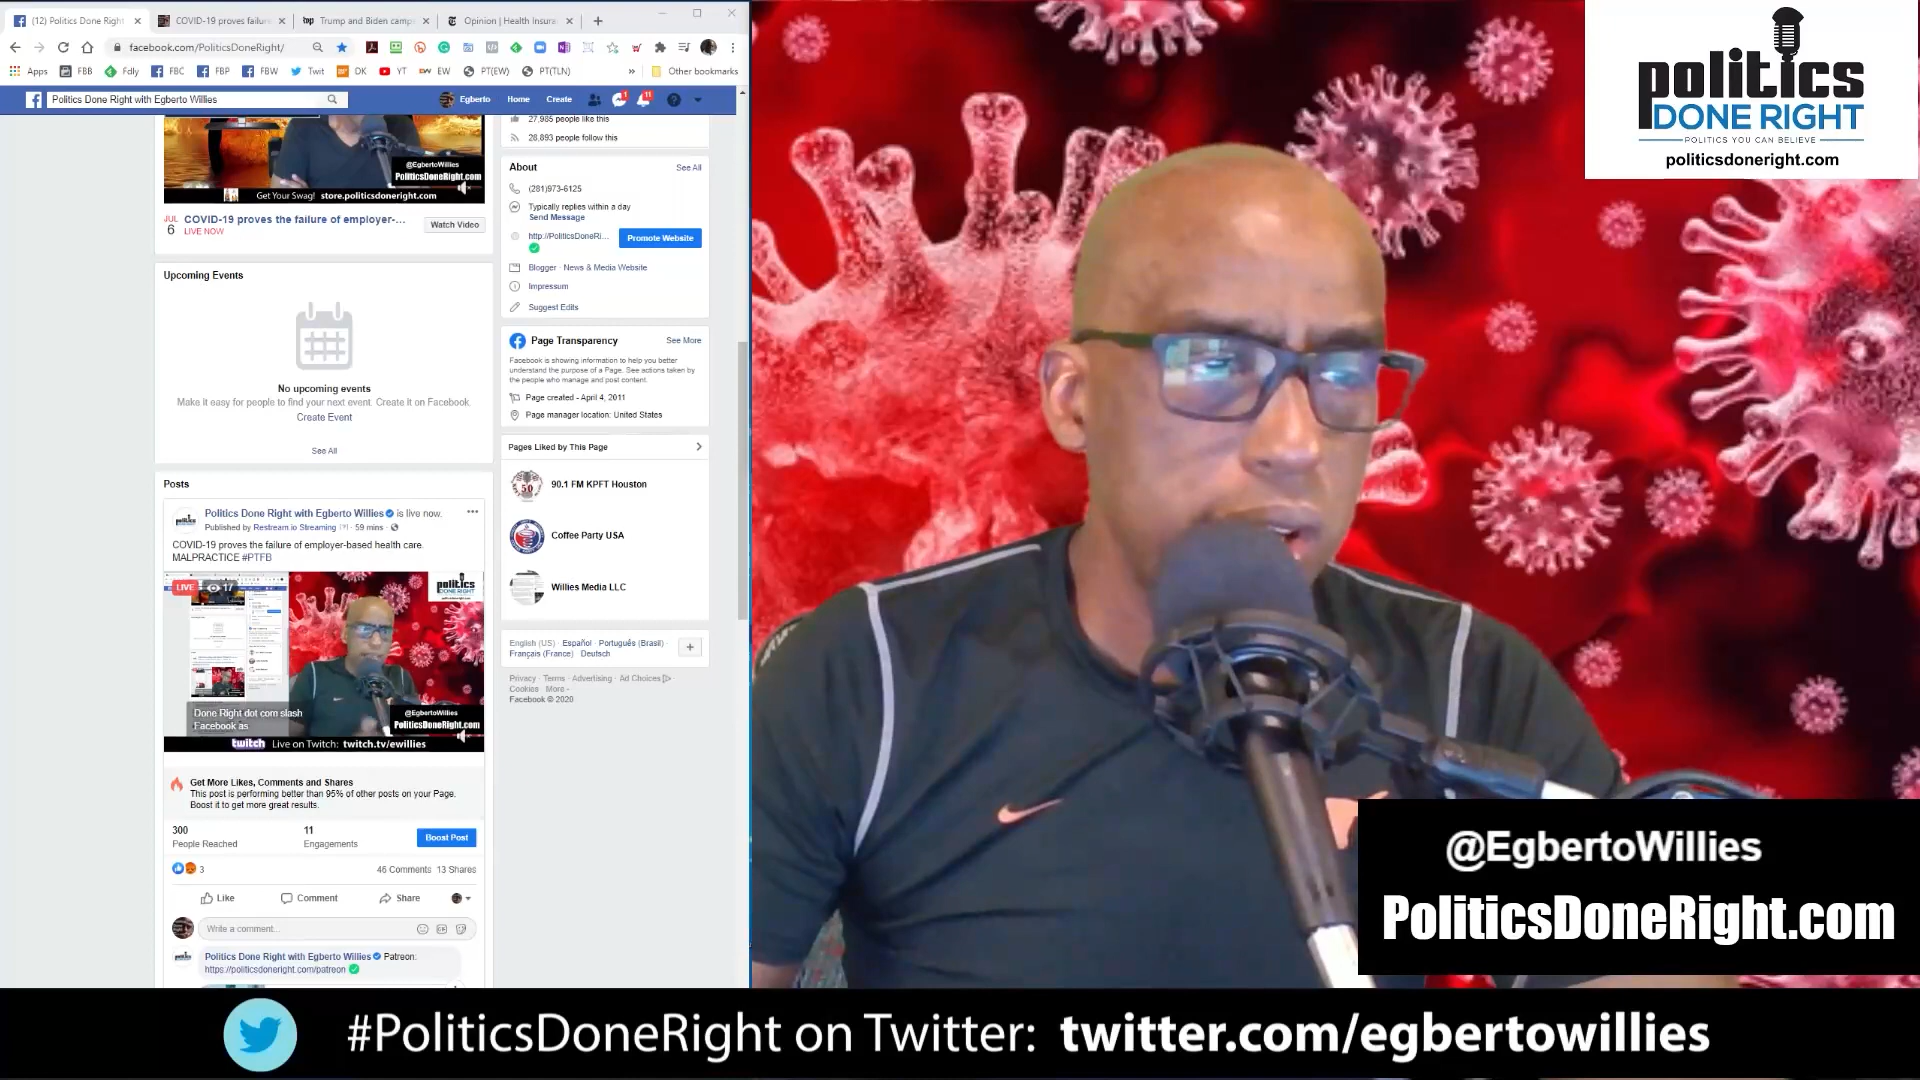 (12) Politics Done Right
COVID-19 proves failure
Trump and Biden camp
Opinion | Health Insura
facebook.com/PoliticsDoneRight/
Apps
FBB
Fdly
FBC
FBP
FBW
Twit
DK
YT
EW
PT(EW)
PT(TLN)
»
Other bookmarks
Politics Done Right with Egberto Willies
Egberto
Home
Create
1
11
27,985 people like this
28,893 people follow this
@EgbertoWillies
PoliticsDoneRight.com
Get Your Swag! store.politicsdoneright.com
JUL
6
COVID-19 proves the failure of employer-...
LIVE NOW
Watch Video
Upcoming Events
No upcoming events
Make it easy for people to find your next event. Create it on Facebook.
Create Event
See All
Posts
Politics Done Right with Egberto Willies is live now.
Published by Restream.io Streaming [?] · 59 mins ·
COVID-19 proves the failure of employer-based health care.
MALPRACTICE #PTFB
LIVE
17
politics
DONE RIGHT
Done Right dot com slash
Facebook as
@EgbertoWillies
PoliticsDoneRight.com
twitch Live on Twitch: twitch.tv/ewillies
Get More Likes, Comments and Shares
This post is performing better than 95% of other posts on your Page.
Boost it to get more great results.
300
People Reached
11
Engagements
Boost Post
3
46 Comments 13 Shares
Like
Comment
Share
Write a comment...
Politics Done Right with Egberto Willies Patreon:
https://politicsdoneright.com/patreon
About
See All
(281)973-6125
Typically replies within a day
Send Message
http://PoliticsDoneRi...
Promote Website
Blogger · News & Media Website
Impressum
Suggest Edits
Page Transparency
See More
Facebook is showing information to help you better
understand the purpose of a Page. See actions taken by
the people who manage and post content.
Page created - April 4, 2011
Page manager location: United States
Pages Liked by This Page
50
90.1 FM KPFT Houston
Coffee Party USA
Willies Media LLC
English (US) · Español · Português (Brasil) ·
Français (France) · Deutsch
Privacy · Terms · Advertising · Ad Choices
Cookies · More
Facebook © 2020
politics
DONE RIGHT
POLITICS YOU CAN BELIEVE
politicsdoneright.com
@EgbertoWillies
PoliticsDoneRight.com
#PoliticsDoneRight on Twitter: twitter.com/egbertowillies